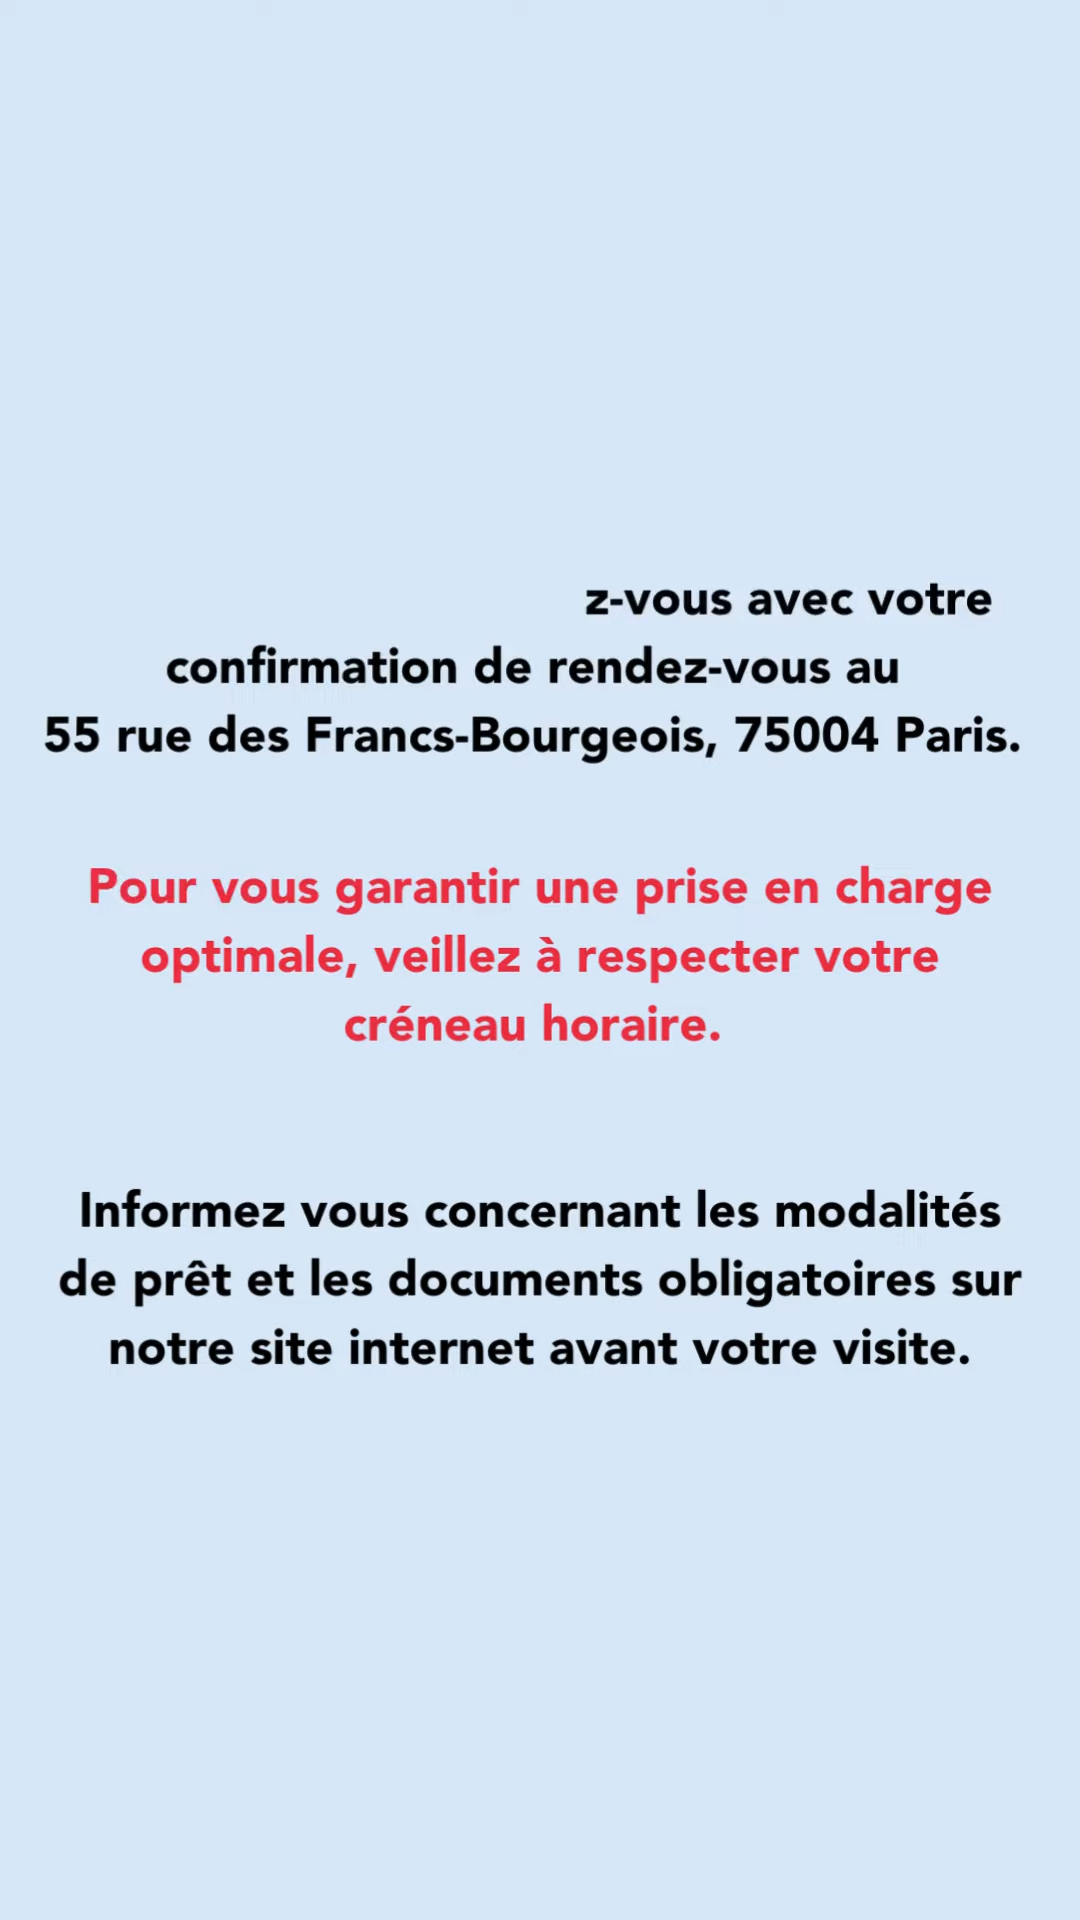 z-vous avec votre
confirmation de rendez-vous au
55 rue des Francs-Bourgeois, 75004 Paris.
Pour vous garantir une prise en charge
optimale, veillez à respecter votre
créneau horaire.
Informez vous concernant les modalités
de prêt et les documents obligatoires sur
notre site internet avant votre visite.